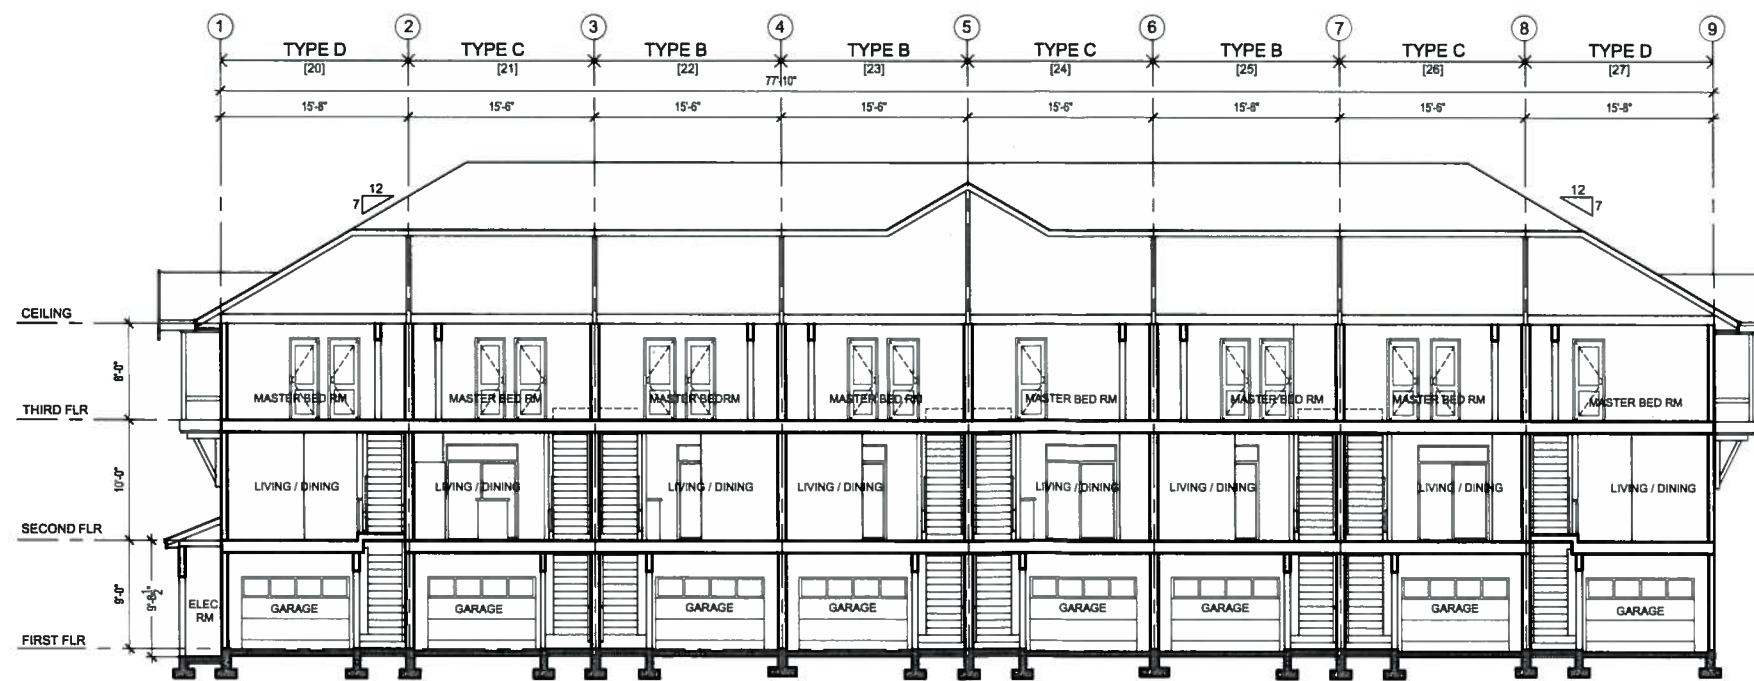 1 2 3 4 5 6 7 8 9
TYPE D TYPE C TYPE B TYPE B TYPE C TYPE B TYPE C TYPE D
[20] [21] [22] [23] [24] [25] [26] [27]
77'-10"
15'-8" 15'-6" 15'-6" 15'-6" 15'-6" 15'-6" 15'-6" 15'-8"
12 12
7 7
CEILING
8'-0"
MASTER BED RM MASTER BED RM MASTER BEDRM MASTER BED RM MASTER BED RM MASTER BED RM MASTER BED RM MASTER BED RM
THIRD FLR
10'-0"
LIVING / DINING LIVING / DINING LIVING / DINING LIVING / DINING LIVING / DINING LIVING / DINING LIVING / DINING LIVING / DINING
SECOND FLR
9'-0"
9'-8½"
ELEC.
RM
GARAGE GARAGE GARAGE GARAGE GARAGE GARAGE GARAGE GARAGE
FIRST FLR